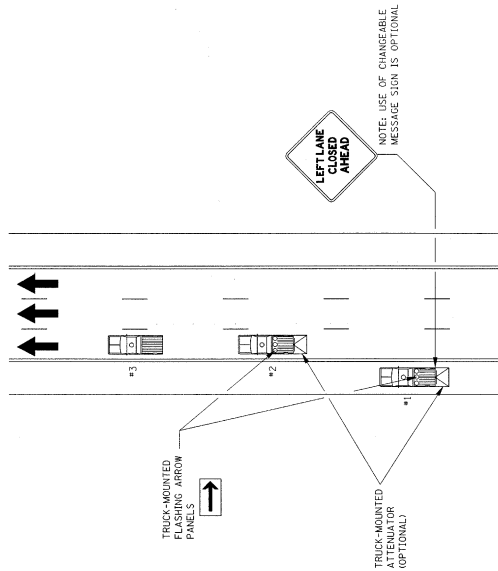 NOTE: USE OF CHANGEABLE
MESSAGE SIGN IS OPTIONAL
LEFT LANE
CLOSED
AHEAD
#3
#2
#1
TRUCK-MOUNTED
FLASHING ARROW
PANELS
TRUCK-MOUNTED
ATTENUATOR
(OPTIONAL)